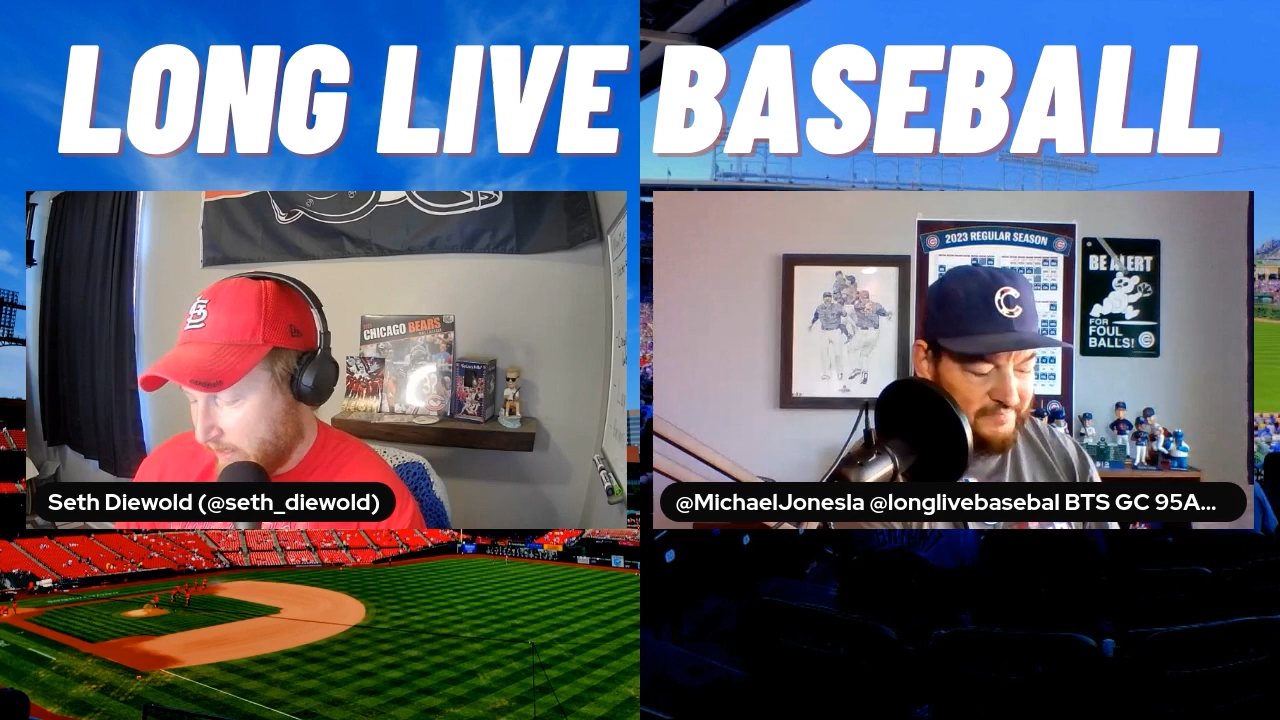 LONG LIVE BASEBALL
2023 REGULAR SEASON
BE ALERT
FOR
FOUL
BALLS!
CHICAGO BEARS
C
Seth Diewold (@seth_diewold)
@MichaelJonesIa @longlivebasebal BTS GC 95A...